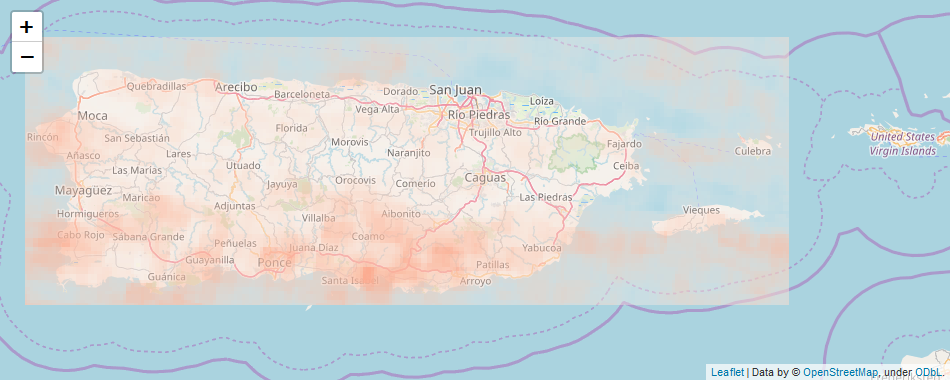 +
−
Quebradillas
Arecibo
Barceloneta
Dorado
San Juan
Loiza
Moca
Vega Alta
Río Piedras
Río Grande
Rincón
San Sebastián
Florida
Morovis
Trujillo Alto
Fajardo
Culebra
United States
Virgin Islands
Añasco
Lares
Naranjito
Las Marías
Utuado
Ceiba
Mayagüez
Jayuya
Orocovis
Comerio
Caguas
Maricao
Las Piedras
Hormigueros
Adjuntas
Villalba
Aibonito
Vieques
Cabo Rojo
Sabana Grande
Peñuelas
Juana Díaz
Coamo
Yabucoa
Guayanilla
Ponce
Patillas
Guánica
Santa Isabel
Arroyo
Leaflet | Data by © OpenStreetMap, under ODbL.